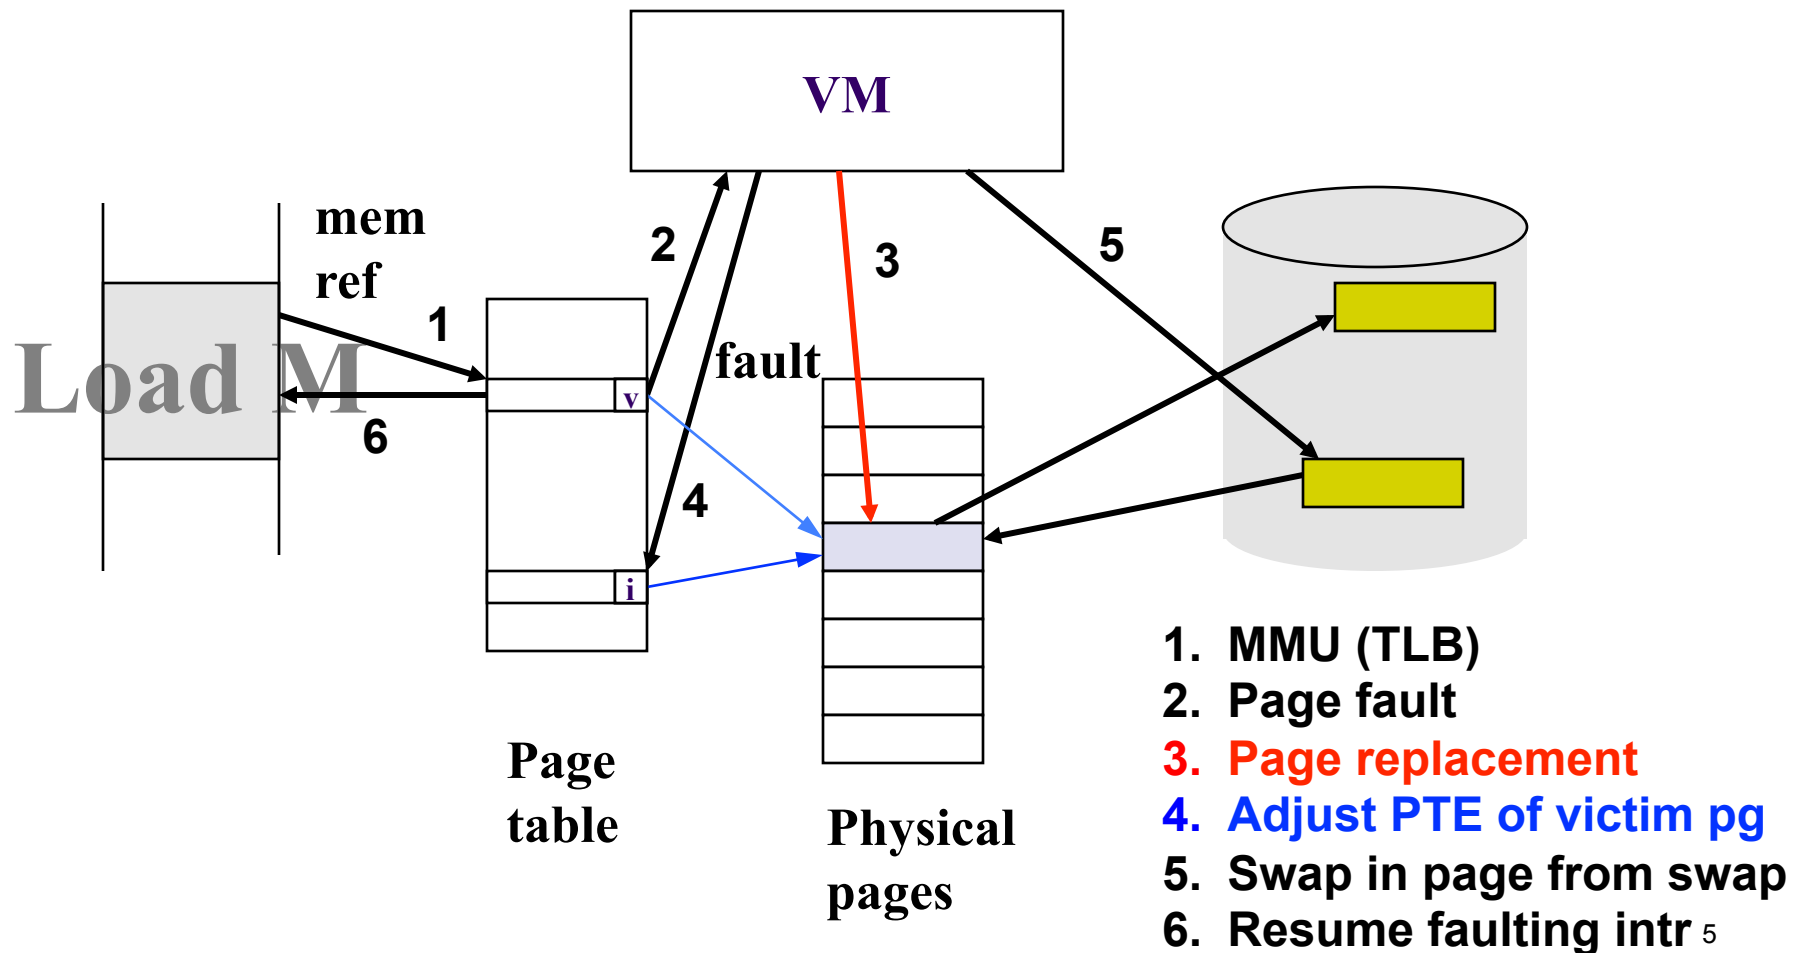 VM
mem
ref
1
2
3
5
Load M
fault
v
6
4
i
Page
table
Physical
pages
1. MMU (TLB)
2. Page fault
3. Page replacement
4. Adjust PTE of victim pg
5. Swap in page from swap
6. Resume faulting intr 5